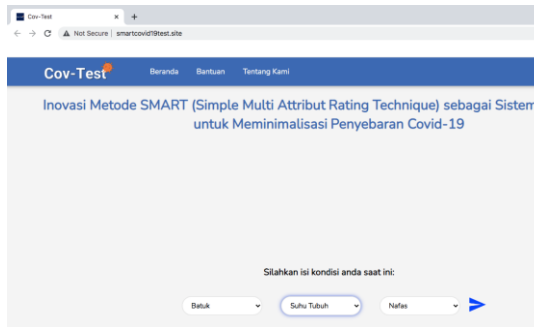 Cov-Test
Not Secure | smartcovid19test.site
Cov-Test Beranda Bantuan Tentang Kami
Inovasi Metode SMART (Simple Multi Attribut Rating Technique) sebagai Sistem
untuk Meminimalisasi Penyebaran Covid-19
Silahkan isi kondisi anda saat ini:
Batuk Suhu Tubuh Nafas